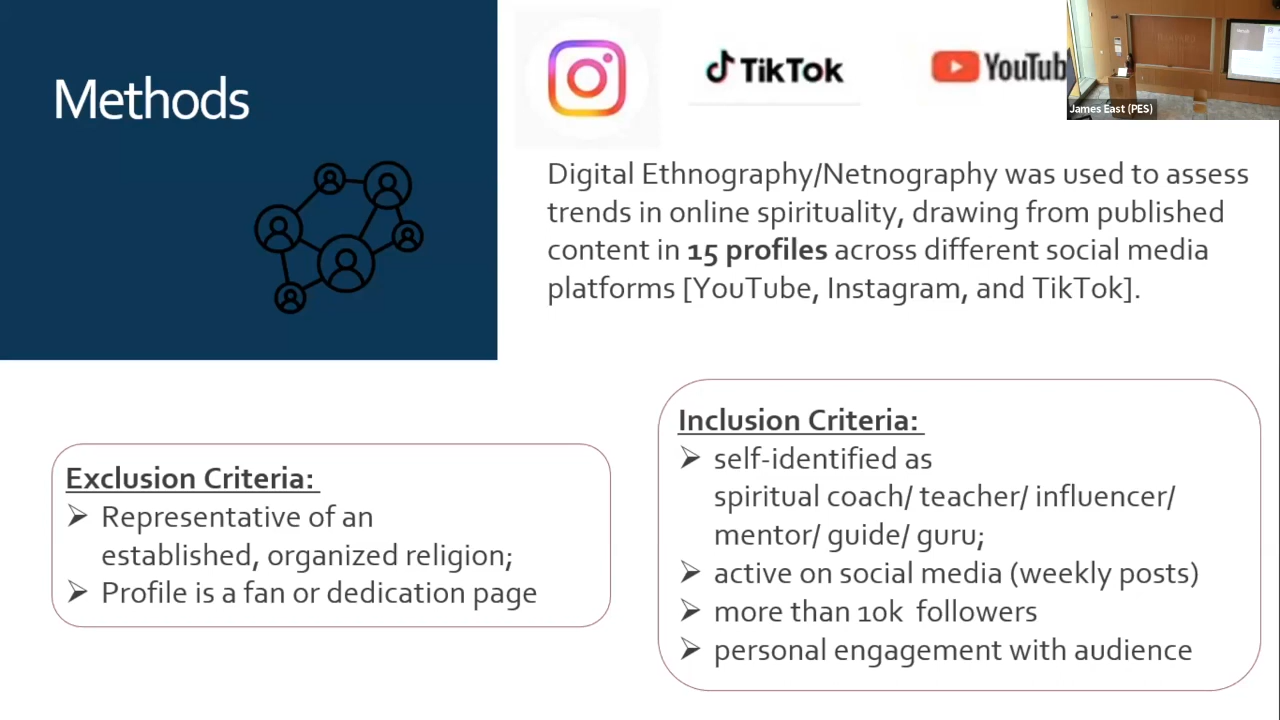 Methods
TikTok
YouTub
James East (PES)
Digital Ethnography/Netnography was used to assess
trends in online spirituality, drawing from published
content in 15 profiles across different social media
platforms [YouTube, Instagram, and TikTok].
Exclusion Criteria:
➢ Representative of an
established, organized religion;
➢ Profile is a fan or dedication page
Inclusion Criteria:
➢ self-identified as
spiritual coach/ teacher/ influencer/
mentor/ guide/ guru;
➢ active on social media (weekly posts)
➢ more than 10k  followers
➢ personal engagement with audience